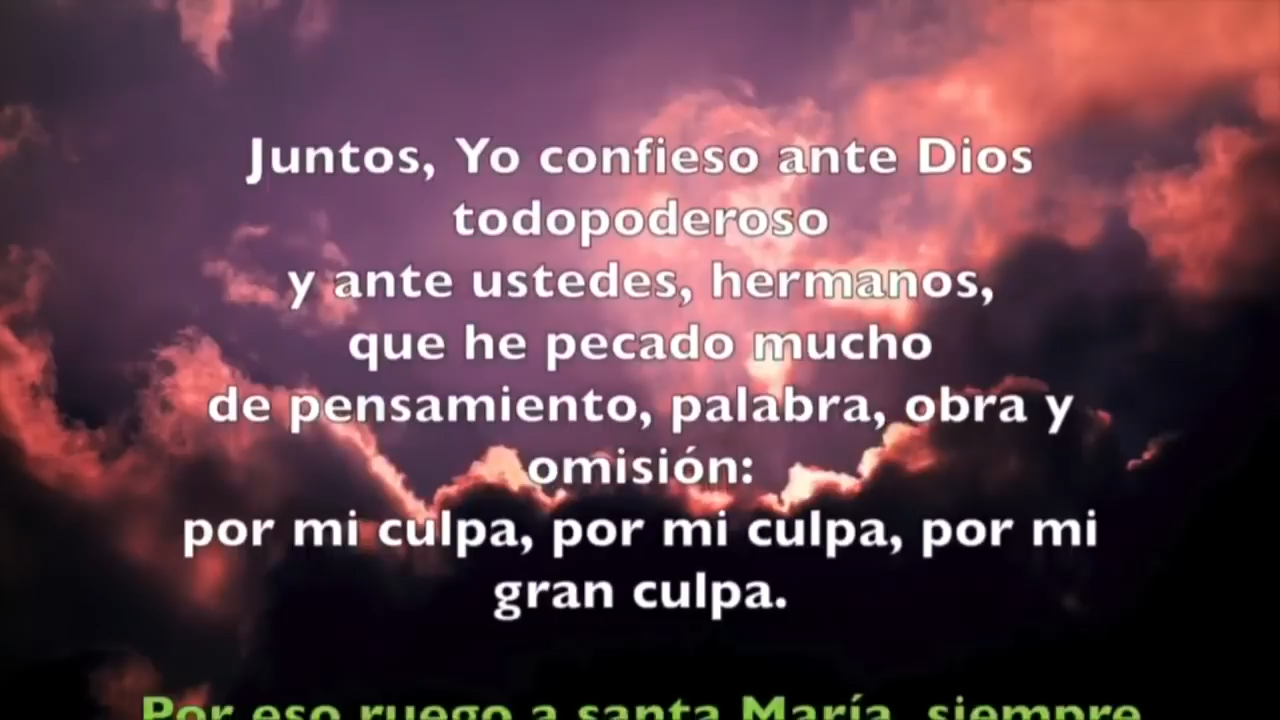 Juntos, Yo confieso ante Dios
todopoderoso
y ante ustedes, hermanos,
que he pecado mucho
de pensamiento, palabra, obra y
omisión:
por mi culpa, por mi culpa, por mi
gran culpa.
Por eso ruego a santa María, siempre